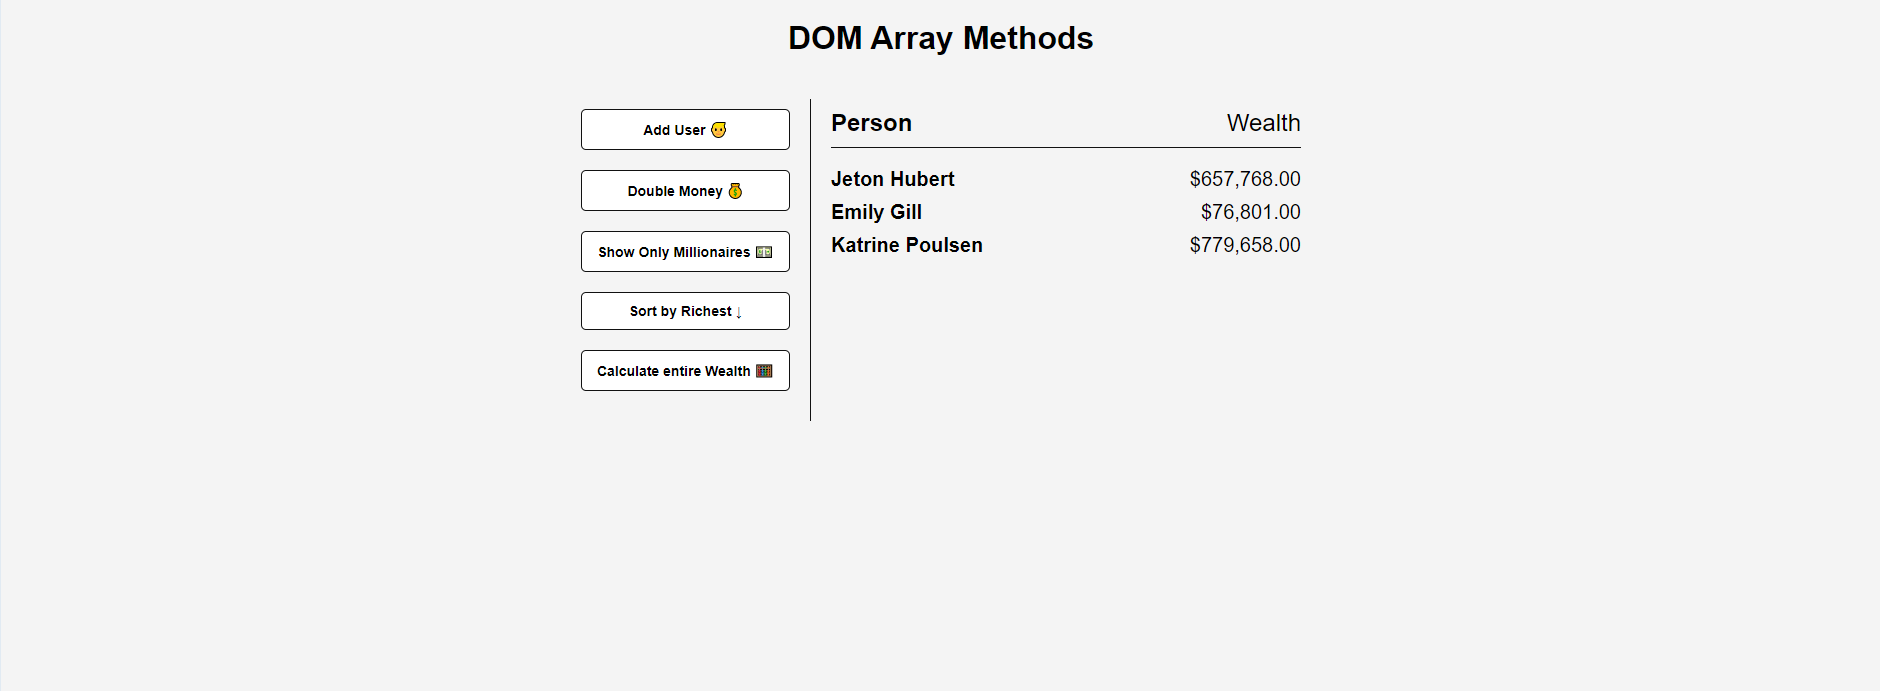 DOM Array Methods
Add User 👱
Double Money 💰
Show Only Millionaires 💵
Sort by Richest ↓
Calculate entire Wealth 🧮
Person Wealth
Jeton Hubert $657,768.00
Emily Gill $76,801.00
Katrine Poulsen $779,658.00